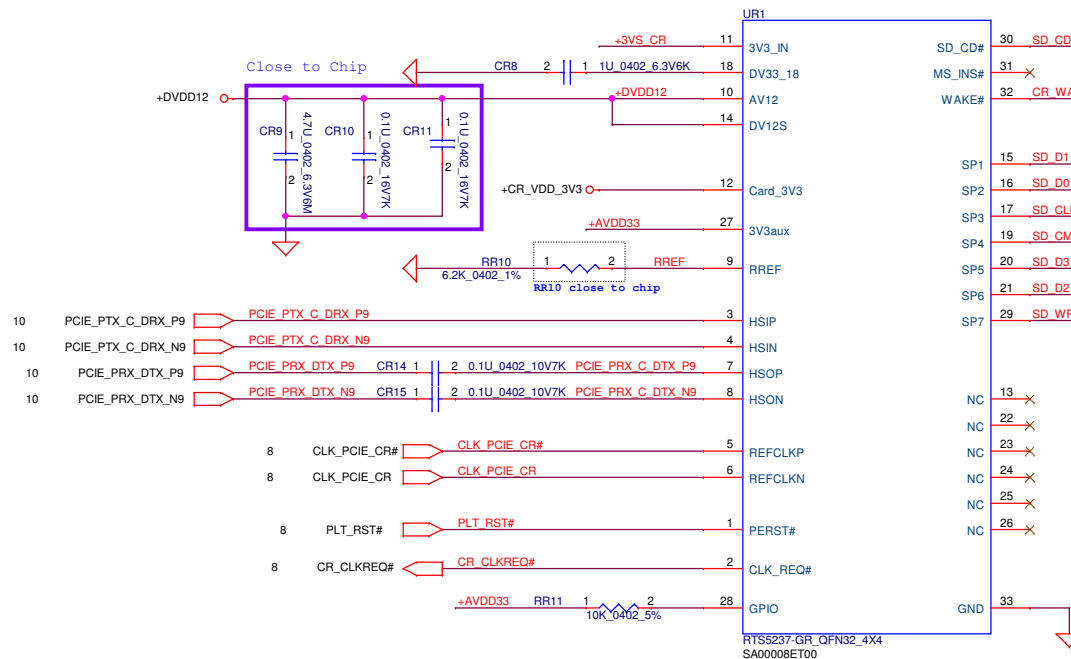 UR1
+3VS_CR 11 3V3_IN SD_CD# 30 SD_CD
CR8 2 1 1U_0402_6.3V6K 18 DV33_18 MS_INS# 31
Close to Chip
+DVDD12 +DVDD12 10 AV12 WAKE# 32 CR_WA
14 DV12S
CR9 1 2 4.7U_0402_6.3V6M
CR10 1 2 0.1U_0402_16V7K
CR11 1 2 0.1U_0402_16V7K
SP1 15 SD_D1
+CR_VDD_3V3 12 Card_3V3 SP2 16 SD_D0
SP3 17 SD_CL
+AVDD33 27 3V3aux
SP4 19 SD_CM
RR10 1 2 RREF 9 RREF SP5 20 SD_D3
6.2K_0402_1%
RR10 close to chip
SP6 21 SD_D2
10 PCIE_PTX_C_DRX_P9 PCIE_PTX_C_DRX_P9 3 HSIP SP7 29 SD_WP
10 PCIE_PTX_C_DRX_N9 PCIE_PTX_C_DRX_N9 4 HSIN
10 PCIE_PRX_DTX_P9 PCIE_PRX_DTX_P9 CR14 1 2 0.1U_0402_10V7K PCIE_PRX_C_DTX_P9 7 HSOP
10 PCIE_PRX_DTX_N9 PCIE_PRX_DTX_N9 CR15 1 2 0.1U_0402_10V7K PCIE_PRX_C_DTX_N9 8 HSON NC 13
NC 22
8 CLK_PCIE_CR# CLK_PCIE_CR# 5 REFCLKP NC 23
8 CLK_PCIE_CR CLK_PCIE_CR 6 REFCLKN NC 24
NC 25
8 PLT_RST# PLT_RST# 1 PERST# NC 26
8 CR_CLKREQ# CR_CLKREQ# 2 CLK_REQ#
+AVDD33 RR11 1 2 28 GPIO GND 33
10K_0402_5%
RTS5237-GR_QFN32_4X4
SA00008ET00